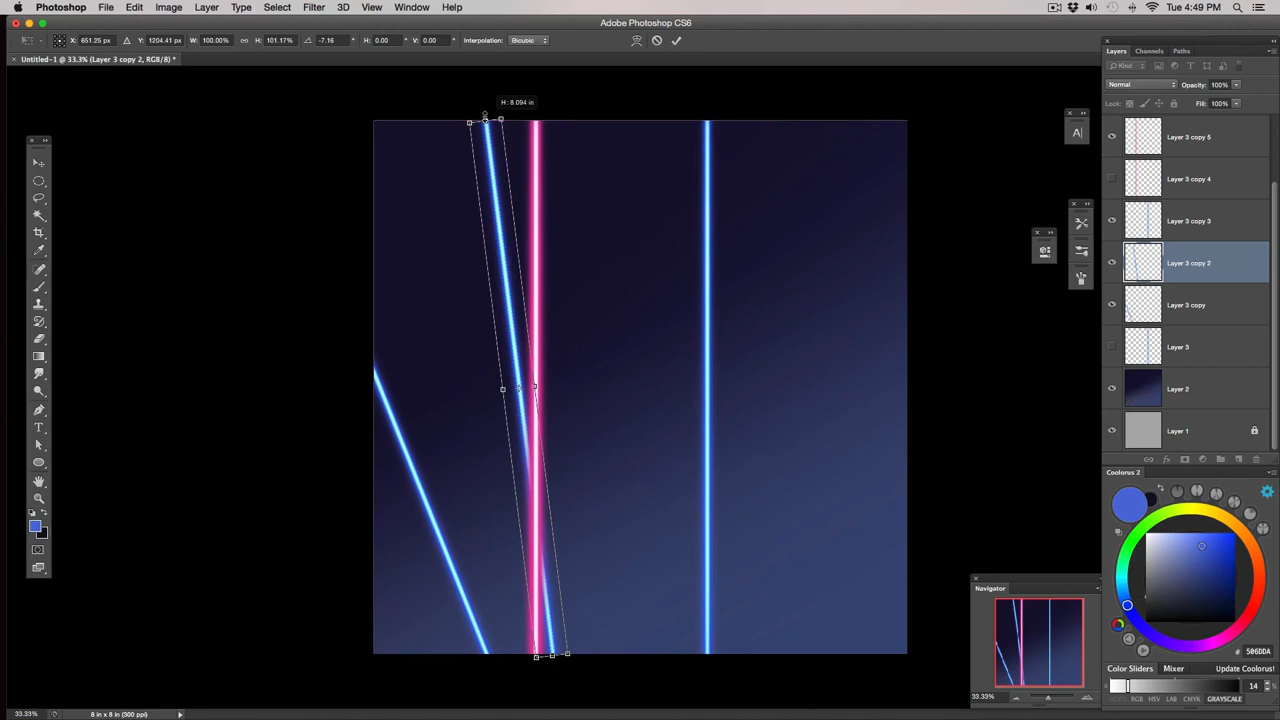 Photoshop File Edit Image Layer Type Select Filter 3D View Window Help
Tue 4:49 PM
Adobe Photoshop CS6
X: 651.25 px Y: 1204.41 px W: 100.00% H: 101.17% -7.16 ° H: 0.00 ° V: 0.00 ° Interpolation: Bicubic
Untitled-1 @ 33.3% (Layer 3 copy 2, RGB/8) *
H: 8.094 in
A|
Layers Channels Paths
Kind
Normal Opacity: 100%
Lock: Fill: 100%
Layer 3 copy 5
Layer 3 copy 4
Layer 3 copy 3
Layer 3 copy 2
Layer 3 copy
Layer 3
Layer 2
Layer 1
Coolorus 2
# 506DDA
Color Sliders Mixer Update Coolorus!
K 14 %
RGB HSV LAB CMYK GRAYSCALE
Navigator
33.33%
33.33% 8 in x 8 in (300 ppi)